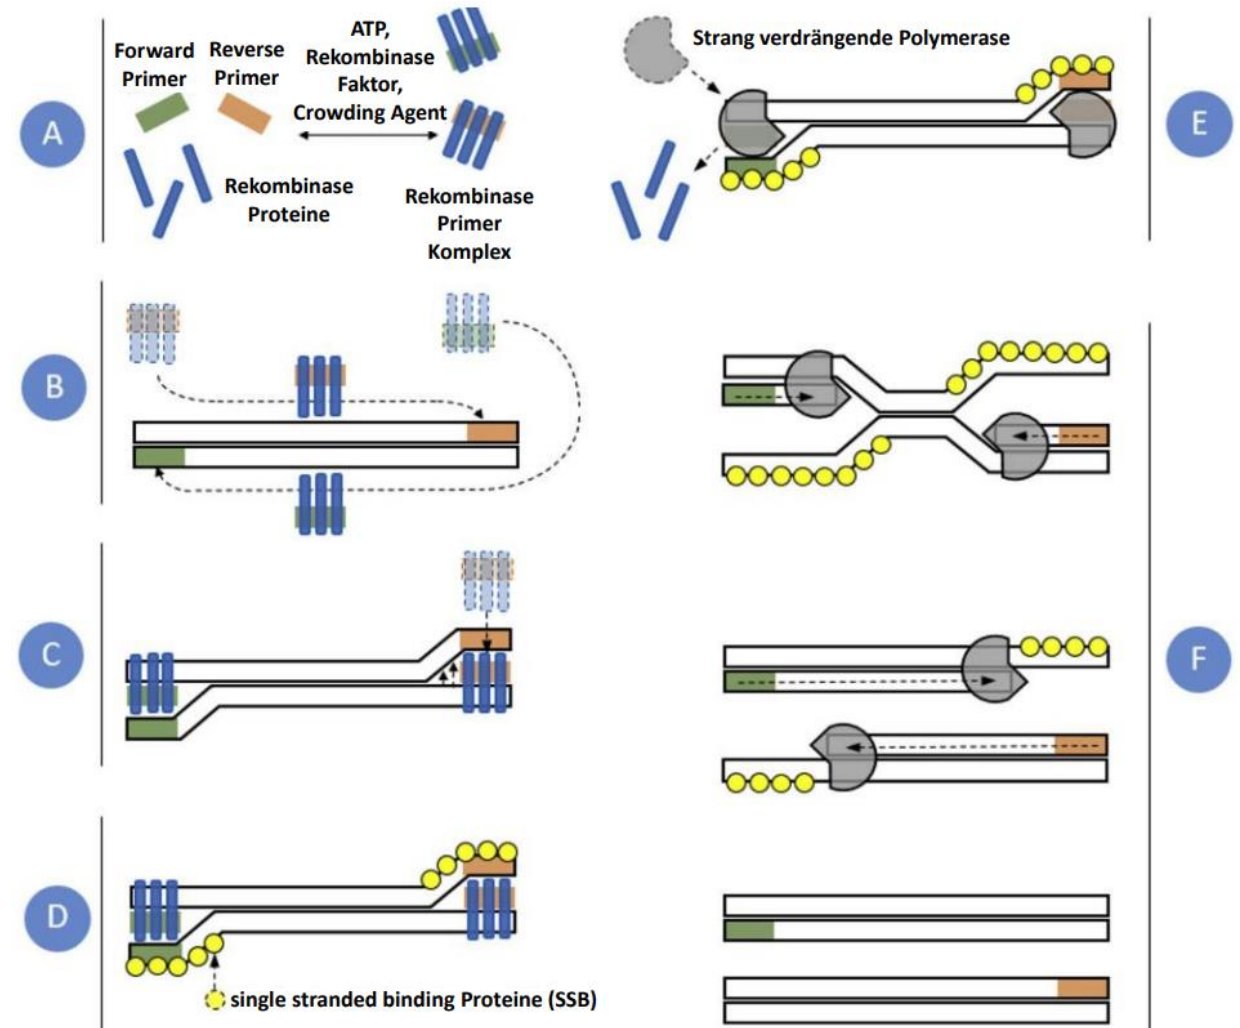 A
Forward
Primer
Reverse
Primer
ATP,
Rekombinase
Faktor,
Crowding Agent
Rekombinase
Proteine
Rekombinase
Primer
Komplex
B
C
D
single stranded binding Proteine (SSB)
Strang verdrängende Polymerase
E
F